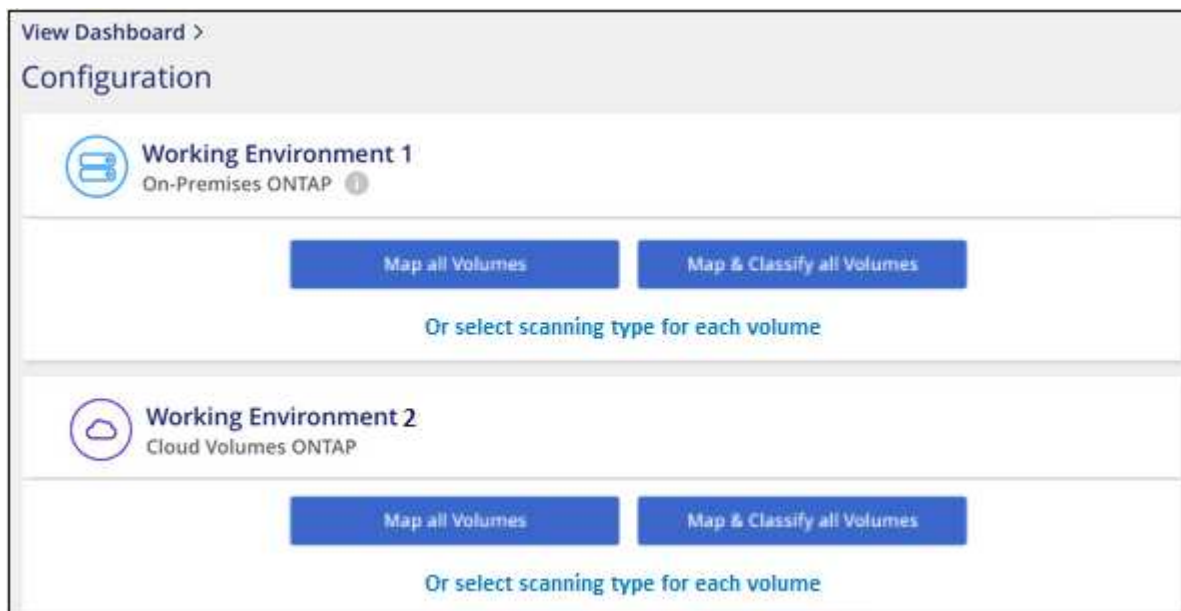 View Dashboard >
Configuration
Working Environment 1
On-Premises ONTAP i
Map all Volumes
Map & Classify all Volumes
Or select scanning type for each volume
Working Environment 2
Cloud Volumes ONTAP
Map all Volumes
Map & Classify all Volumes
Or select scanning type for each volume